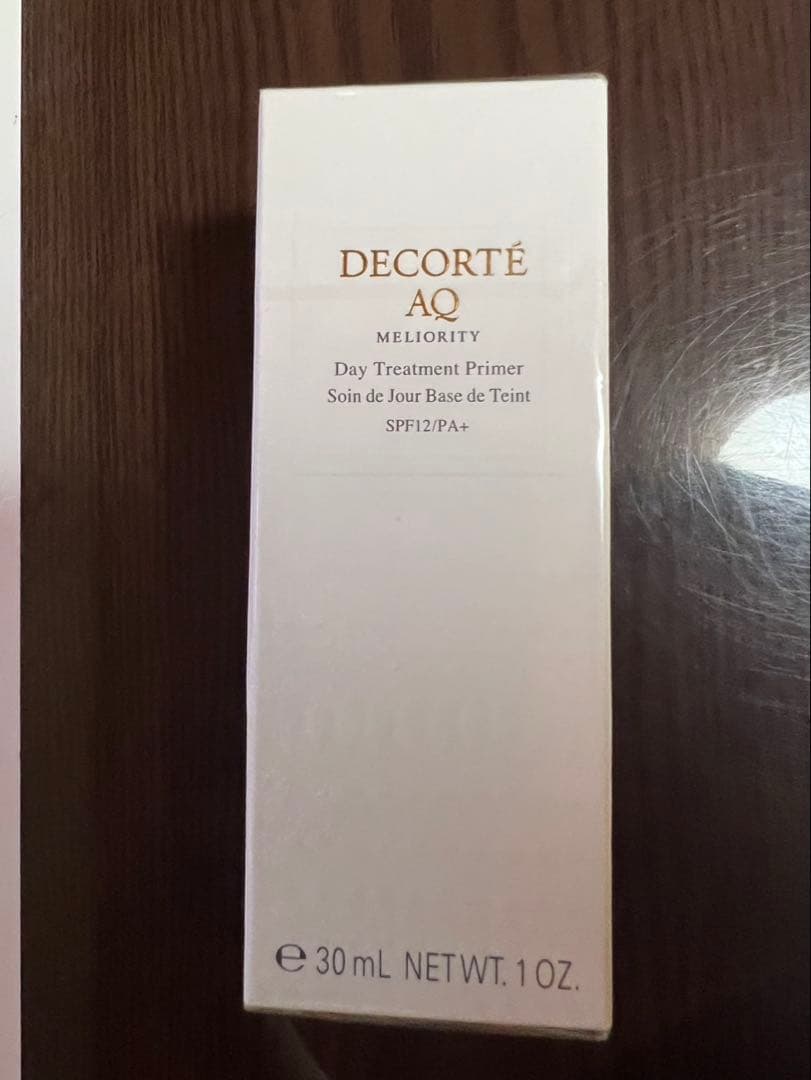 DECORTÉ
AQ
MELIORITY
Day Treatment Primer
Soin de Jour Base de Teint
SPF12/PA+
℮ 30 mL NET WT. 1 OZ.